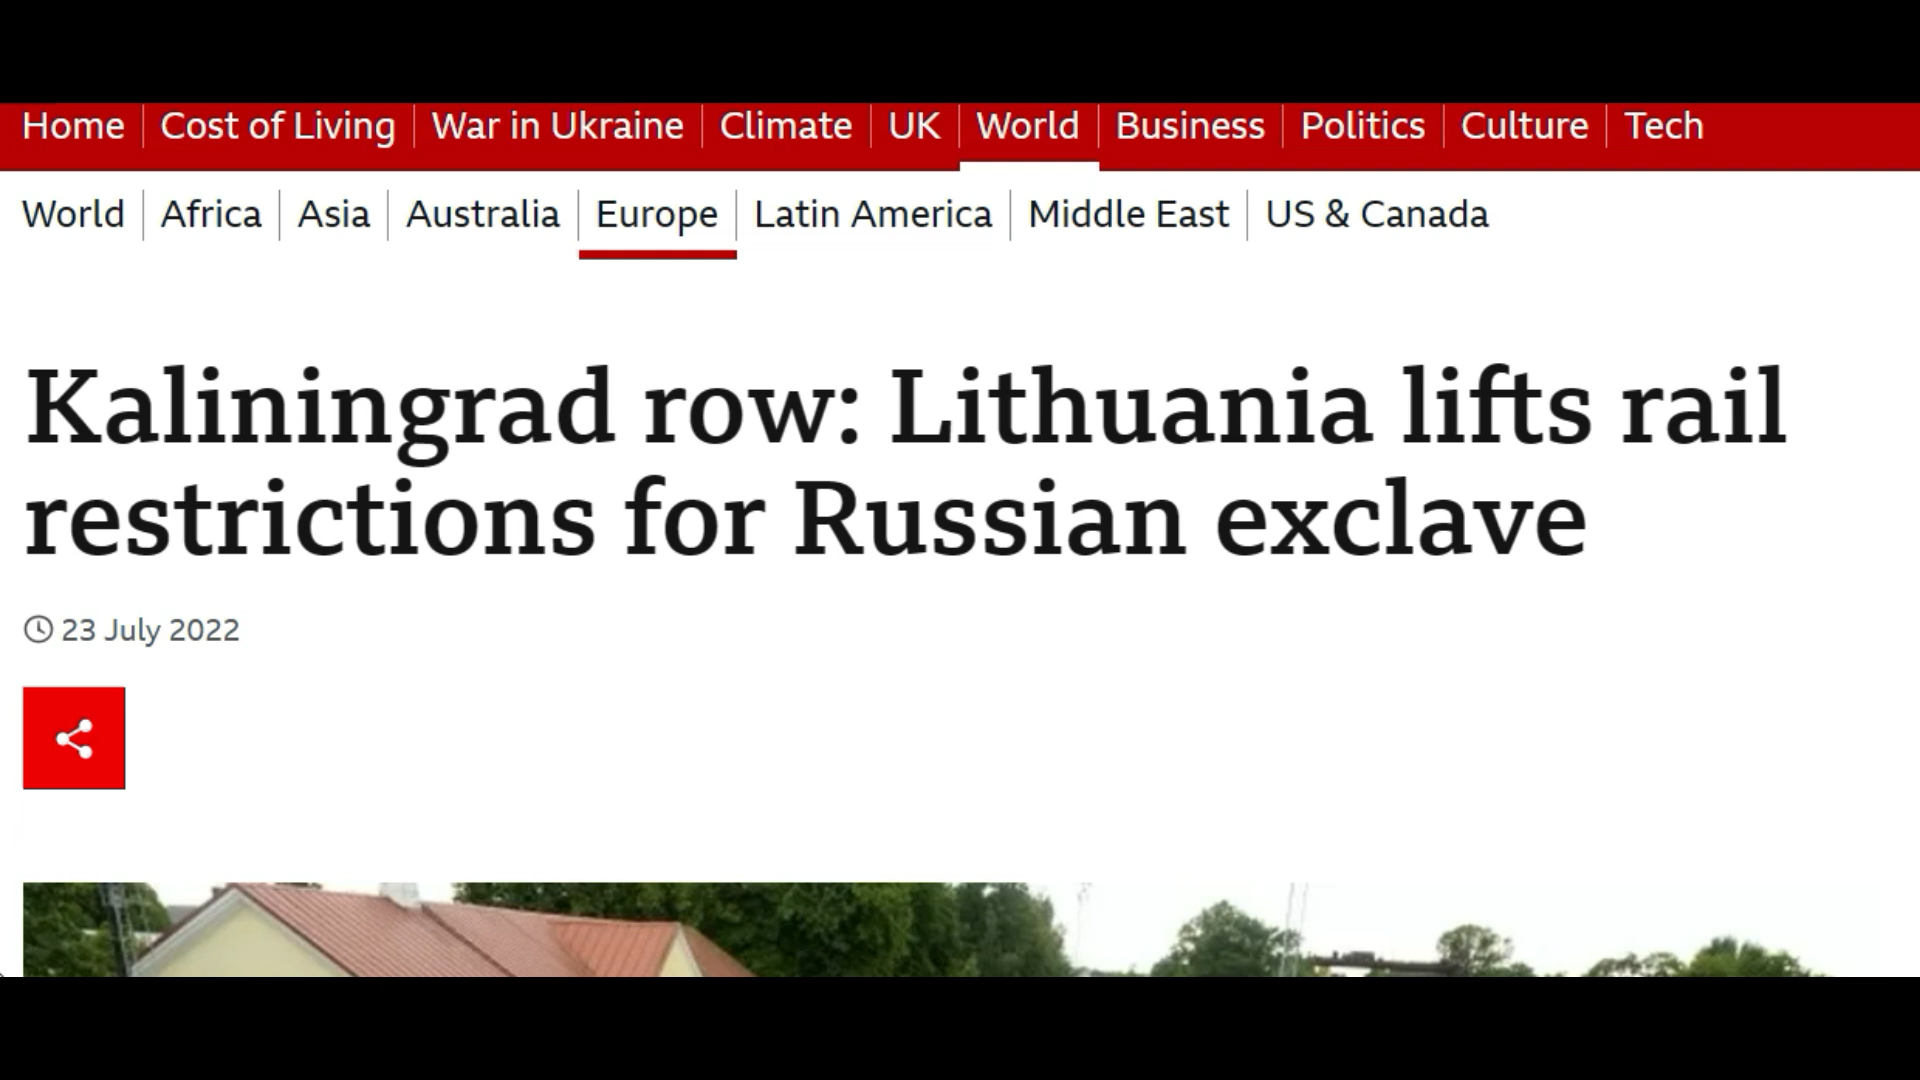 Home Cost of Living War in Ukraine Climate UK World Business Politics Culture Tech
World Africa Asia Australia Europe Latin America Middle East US & Canada
Kaliningrad row: Lithuania lifts rail
restrictions for Russian exclave
23 July 2022